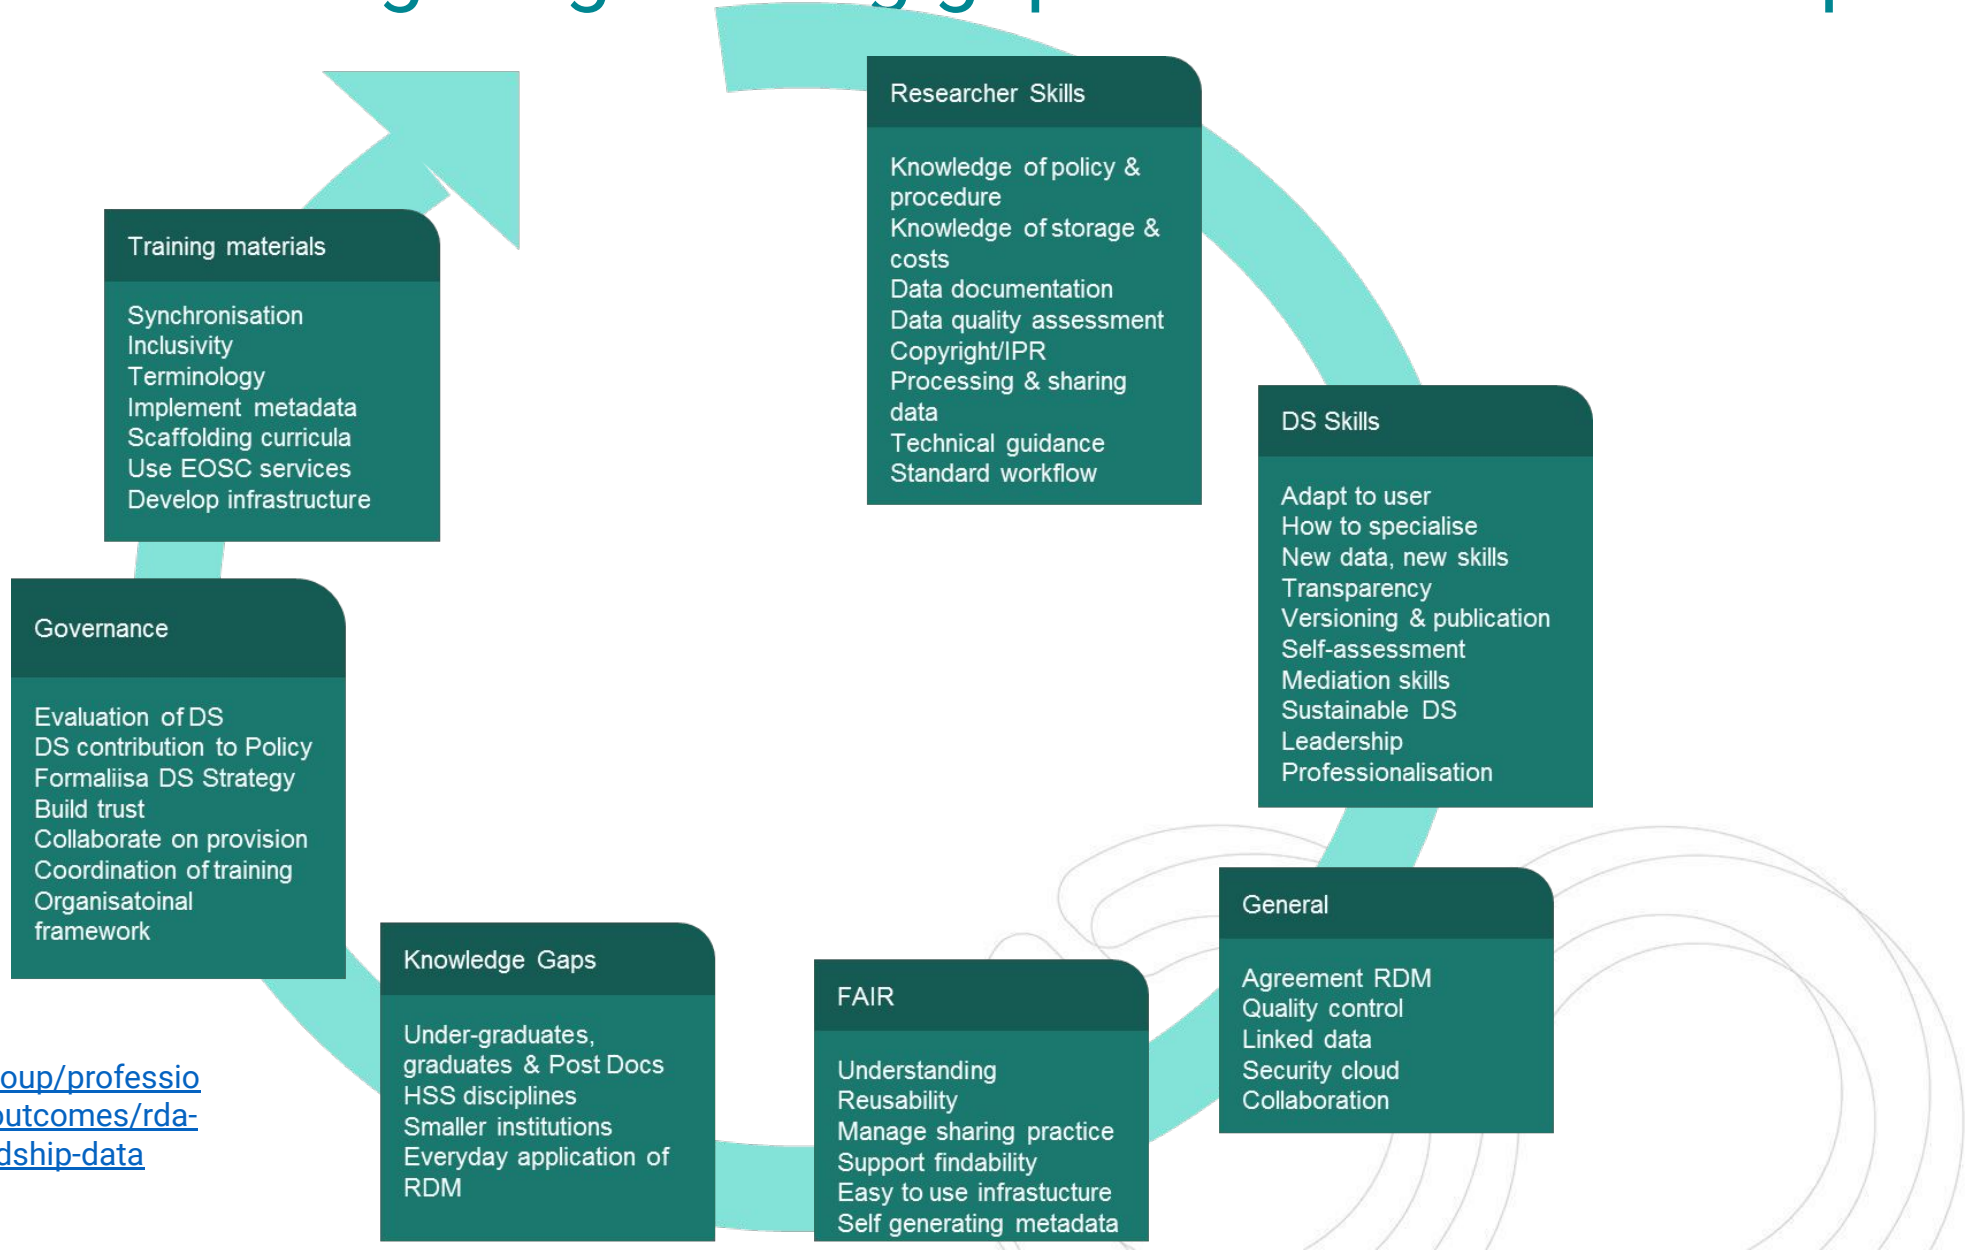 Researcher Skills
Knowledge of policy &
procedure
Knowledge of storage &
costs
Data documentation
Data quality assessment
Copyright/IPR
Processing & sharing
data
Technical guidance
Standard workflow
DS Skills
Adapt to user
How to specialise
New data, new skills
Transparency
Versioning & publication
Self-assessment
Mediation skills
Sustainable DS
Leadership
Professionalisation
General
Agreement RDM
Quality control
Linked data
Security cloud
Collaboration
FAIR
Understanding
Reusability
Manage sharing practice
Support findability
Easy to use infrastucture
Self generating metadata
Knowledge Gaps
Under-graduates,
graduates & Post Docs
HSS disciplines
Smaller institutions
Everyday application of
RDM
Governance
Evaluation of DS
DS contribution to Policy
Formaliisa DS Strategy
Build trust
Collaborate on provision
Coordination of training
Organisatoinal
framework
Training materials
Synchronisation
Inclusivity
Terminology
Implement metadata
Scaffolding curricula
Use EOSC services
Develop infrastructure
oup/professio
outcomes/rda-
dship-data